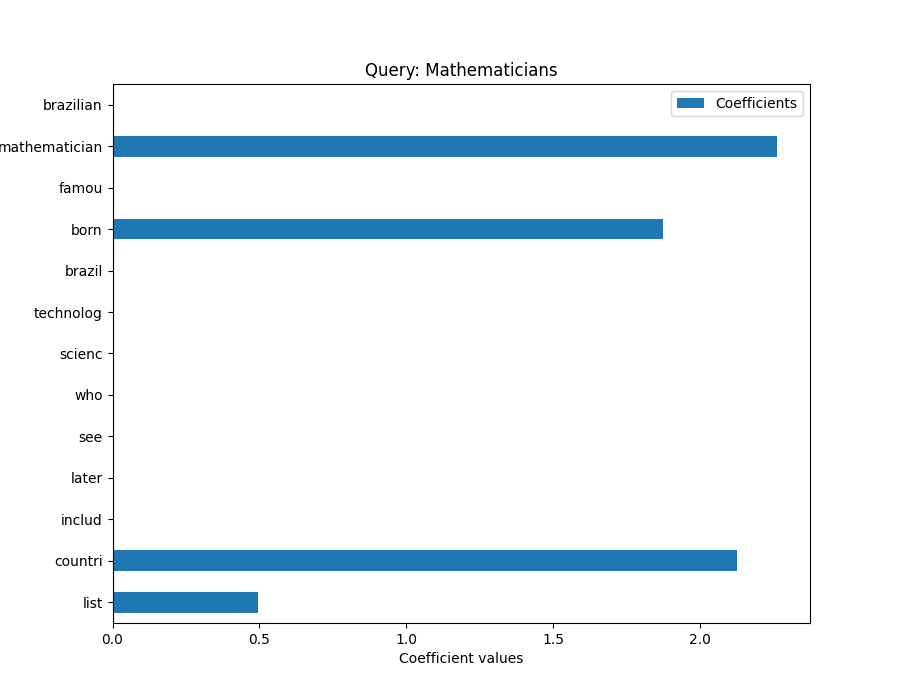 Query: Mathematicians
Coefficients
brazilian
mathematician
famou
born
brazil
technolog
scienc
who
see
later
includ
countri
list
0.0 0.5 1.0 1.5 2.0
Coefficient values